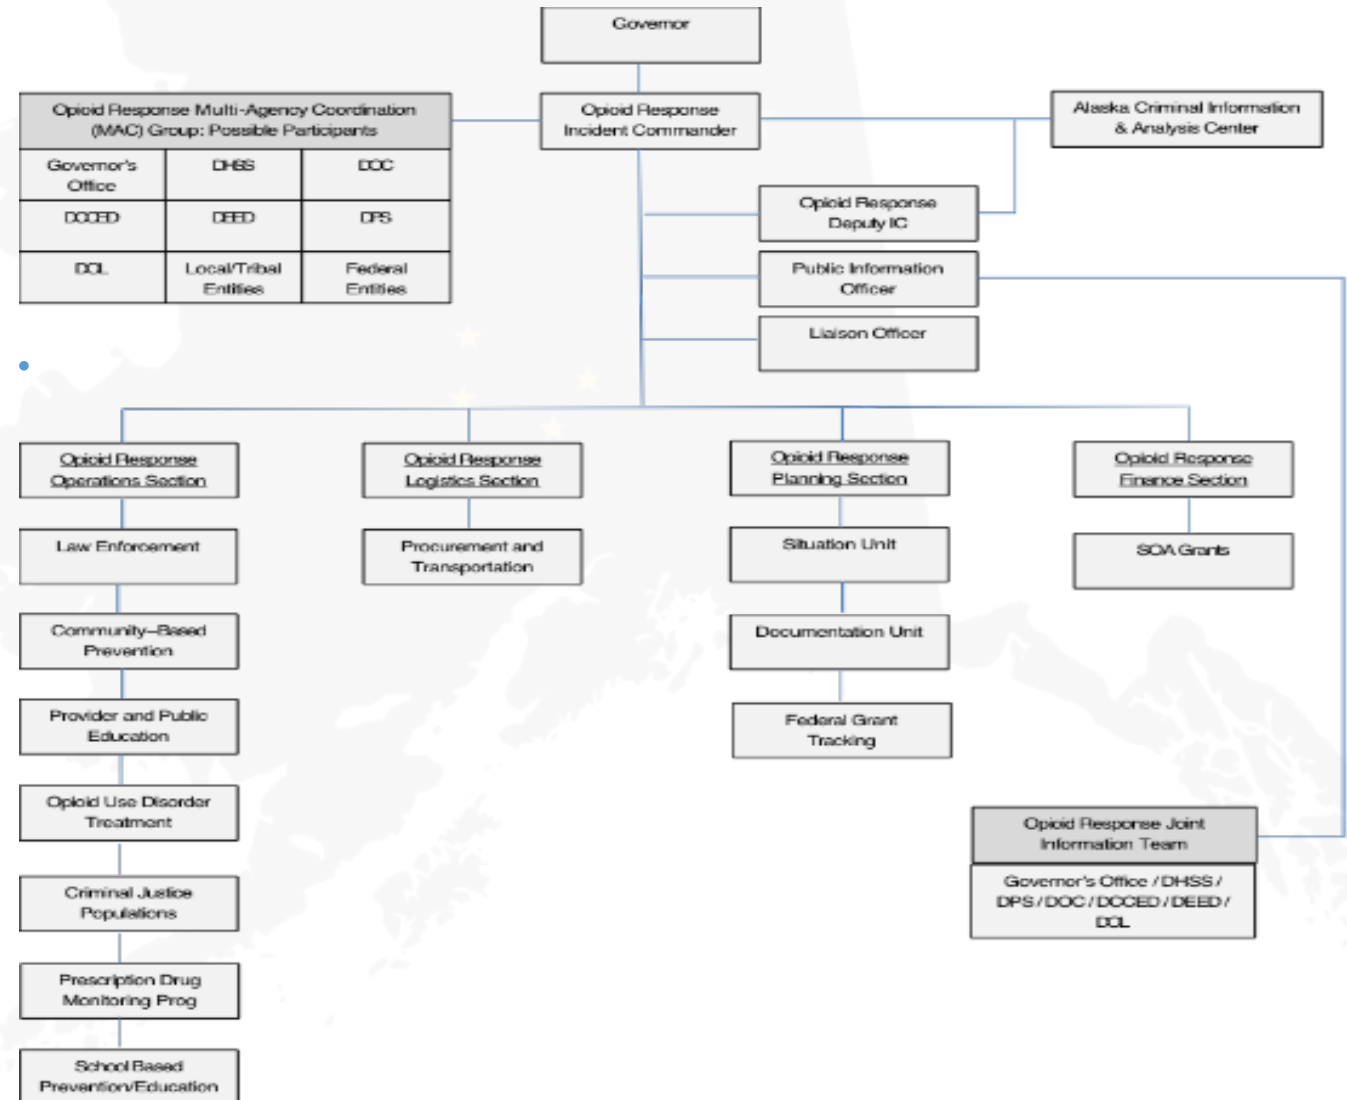 Governor
Opioid Response Multi-Agency Coordination
(MAC) Group: Possible Participants
Opioid Response
Incident Commander
Alaska Criminal Information
& Analysis Center
Governor's
Office
DHSS
DOC
DCCED
DEED
DPS
DOL
Local/Tribal
Entities
Federal
Entities
Opioid Response
Deputy IC
Public Information
Officer
Liaison Officer
Opioid Response
Operations Section
Opioid Response
Logistics Section
Opioid Response
Planning Section
Opioid Response
Finance Section
Law Enforcement
Procurement and
Transportation
Situation Unit
SOA Grants
Community-Based
Prevention
Documentation Unit
Provider and Public
Education
Federal Grant
Tracking
Opioid Use Disorder
Treatment
Opioid Response Joint
Information Team
Governor's Office / DHSS /
DPS / DOC / DCCED / DEED /
DOL
Criminal Justice
Populations
Prescription Drug
Monitoring Prog
School Based
Prevention/Education